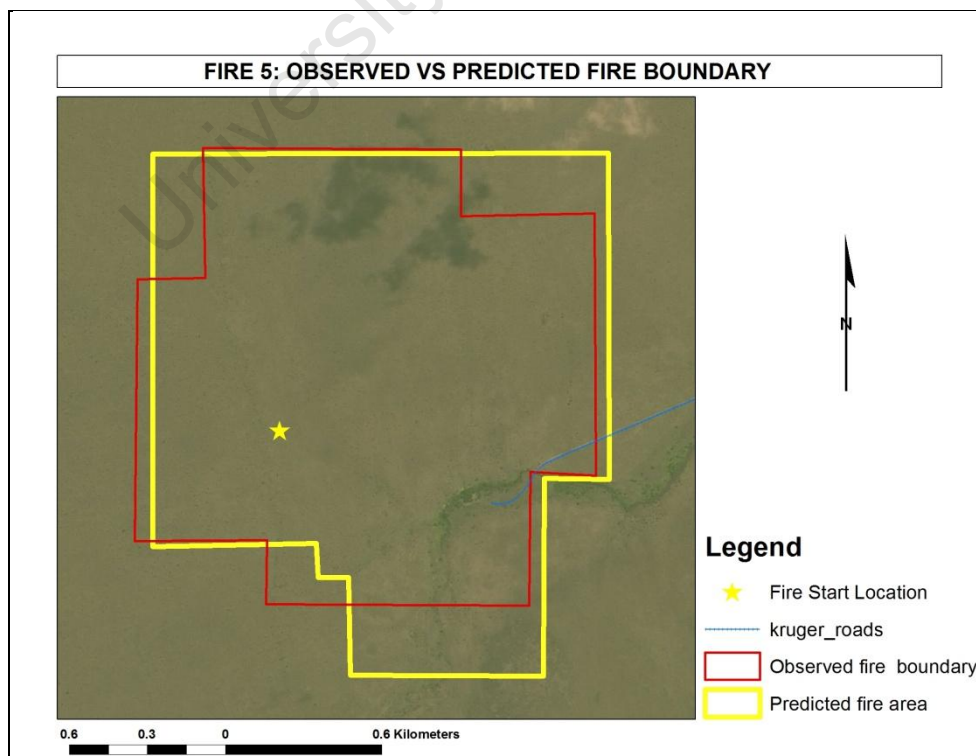 University
FIRE 5: OBSERVED VS PREDICTED FIRE BOUNDARY
N
Legend
Fire Start Location
kruger_roads
Observed fire boundary
Predicted fire area
0.6 0.3 0 0.6 Kilometers